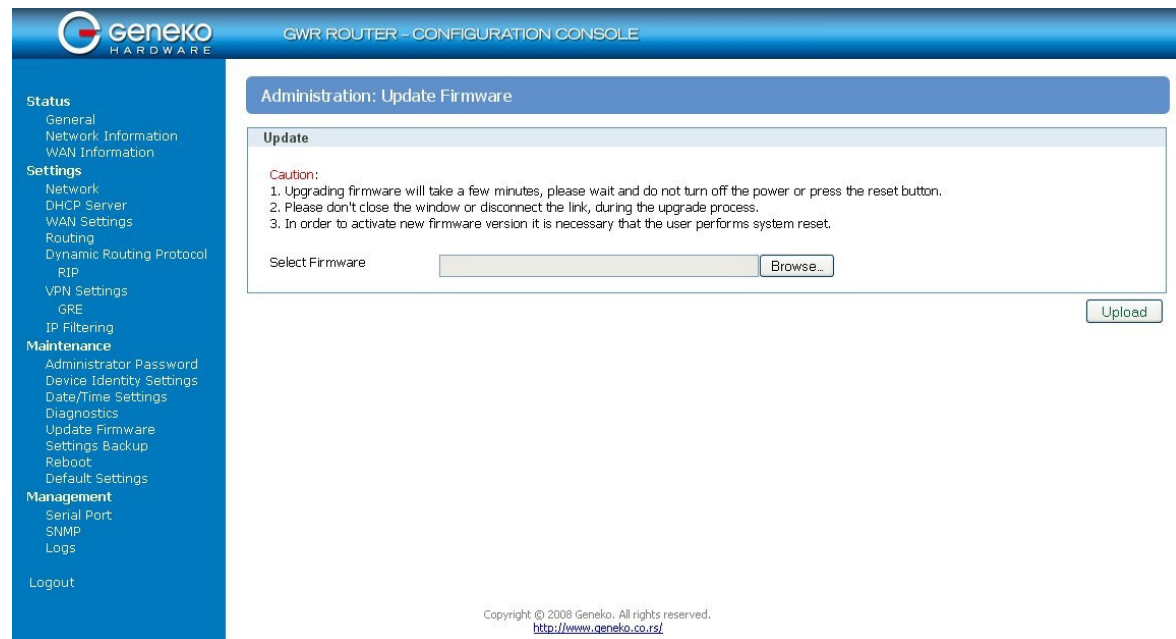 GENEKO
HARDWARE
GWR ROUTER - CONFIGURATION CONSOLE
Status
General
Network Information
WAN Information
Settings
Network
DHCP Server
WAN Settings
Routing
Dynamic Routing Protocol
RIP
VPN Settings
GRE
IP Filtering
Maintenance
Administrator Password
Device Identity Settings
Date/Time Settings
Diagnostics
Update Firmware
Settings Backup
Reboot
Default Settings
Management
Serial Port
SNMP
Logs
Logout
Administration: Update Firmware
Update
Caution:
1. Upgrading firmware will take a few minutes, please wait and do not turn off the power or press the reset button.
2. Please don't close the window or disconnect the link, during the upgrade process.
3. In order to activate new firmware version it is necessary that the user performs system reset.
Select Firmware
Browse...
Upload
Copyright © 2008 Geneko. All rights reserved.
http://www.geneko.co.rs/